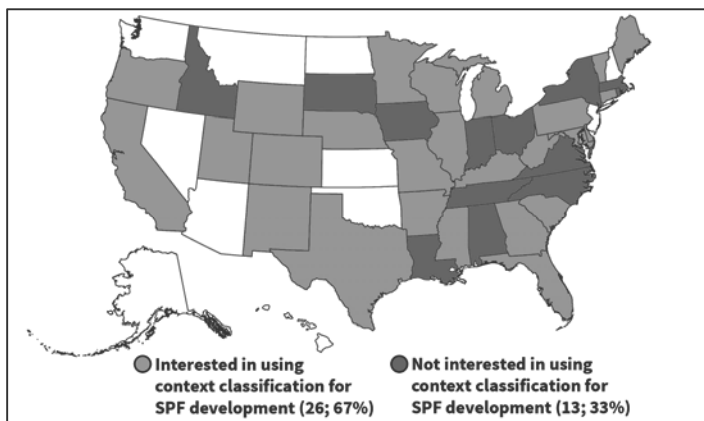 Interested in using
context classification for
SPF development (26; 67%)
Not interested in using
context classification for
SPF development (13; 33%)